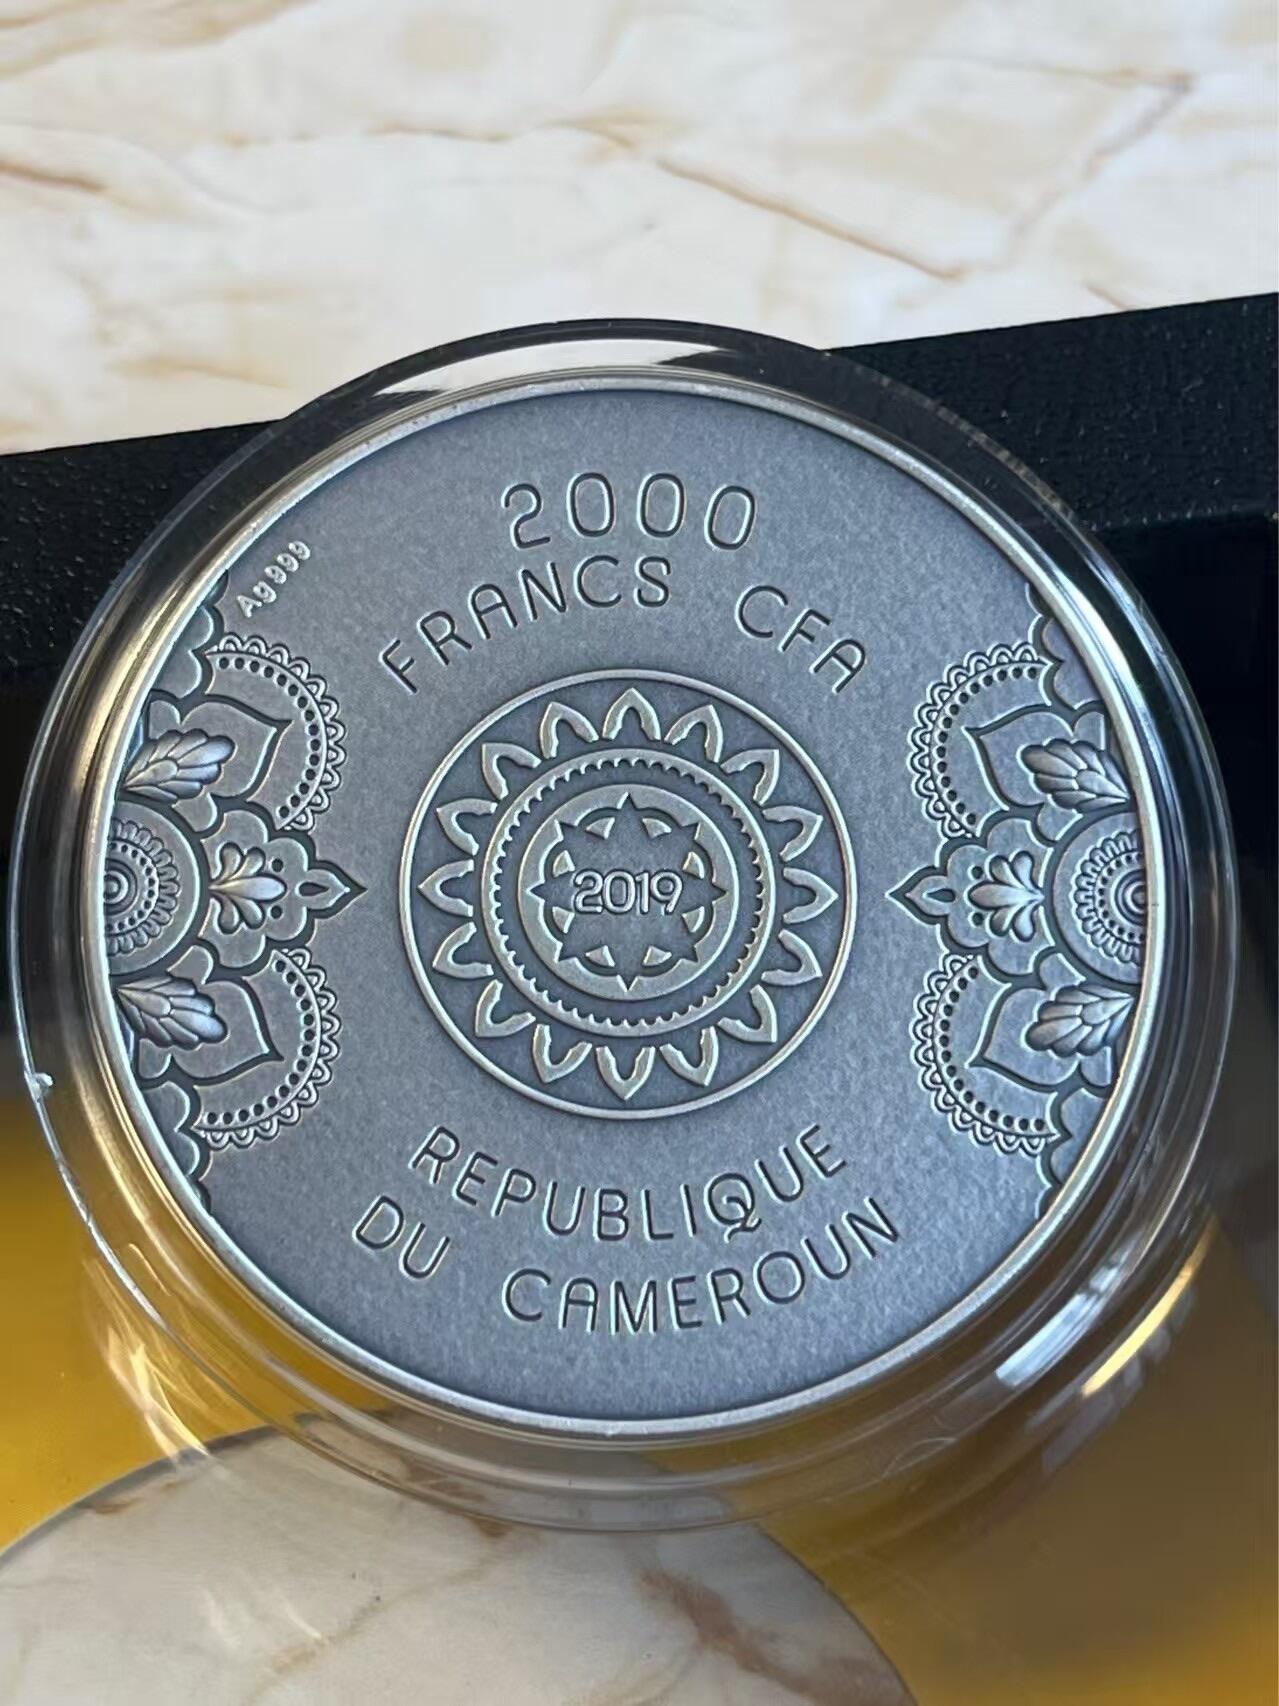 2000
FRANCS CFA
Ag999
2019
REPUBLIQUE
DU CAMEROUN